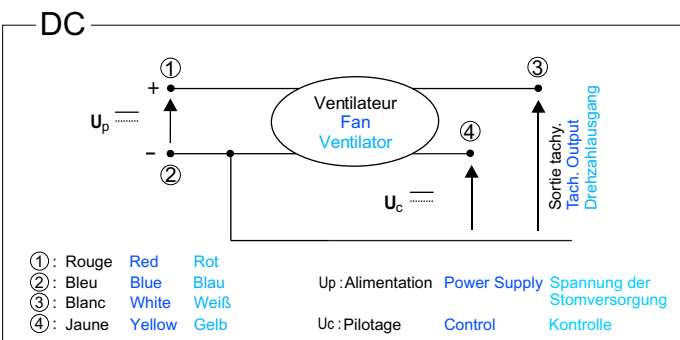 DC
① ③
+
Ventilateur
Fan
Ventilator
④
Up
−
②
Uc
Sortie tachy.
Tach. Output
Drehzahlausgang
① : Rouge Red Rot
② : Bleu Blue Blau
③ : Blanc White Weiß
④ : Jaune Yellow Gelb
Up : Alimentation Power Supply Spannung der
Stomversorgung
Uc : Pilotage Control Kontrolle